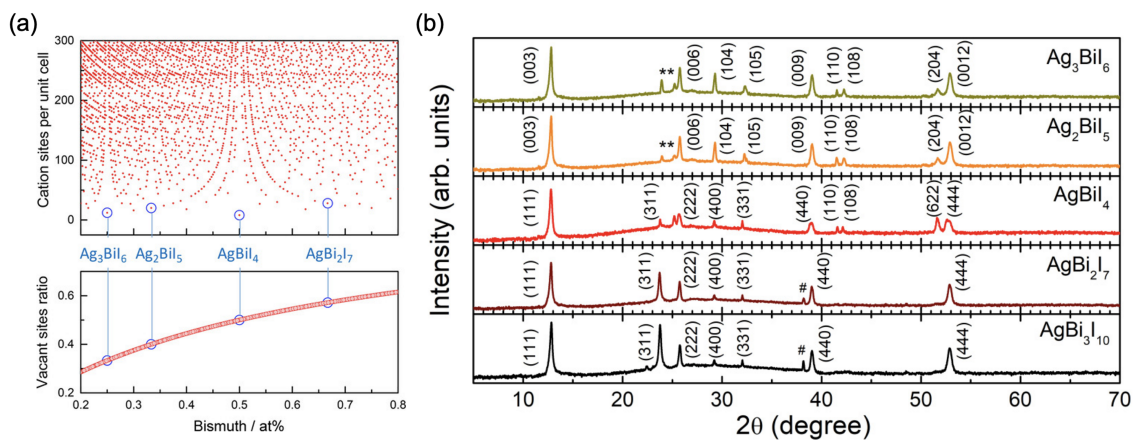 (a)
300
200
100
0
Cation sites per unit cell
Ag₃BiI₆ Ag₂BiI₅ AgBiI₄ AgBi₂I₇
0.6
0.4
0.2
Vacant sites ratio
0.2 0.3 0.4 0.5 0.6 0.7 0.8
Bismuth / at%
(b)
Intensity (arb. units)
Ag₃BiI₆
(003) ** (006) (104) (105) (009) (110) (108) (204) (0012)
Ag₂BiI₅
(003) ** (006) (104) (105) (009) (110) (108) (204) (0012)
AgBiI₄
(111) (311) (222) (400) (331) (440) (110) (108) (622) (444)
AgBi₂I₇
(111) (311) (222) (400) (331) # (440) (444)
AgBi₃I₁₀
(111) (311) (222) (400) (331) # (440) (444)
10 20 30 40 50 60 70
2θ (degree)